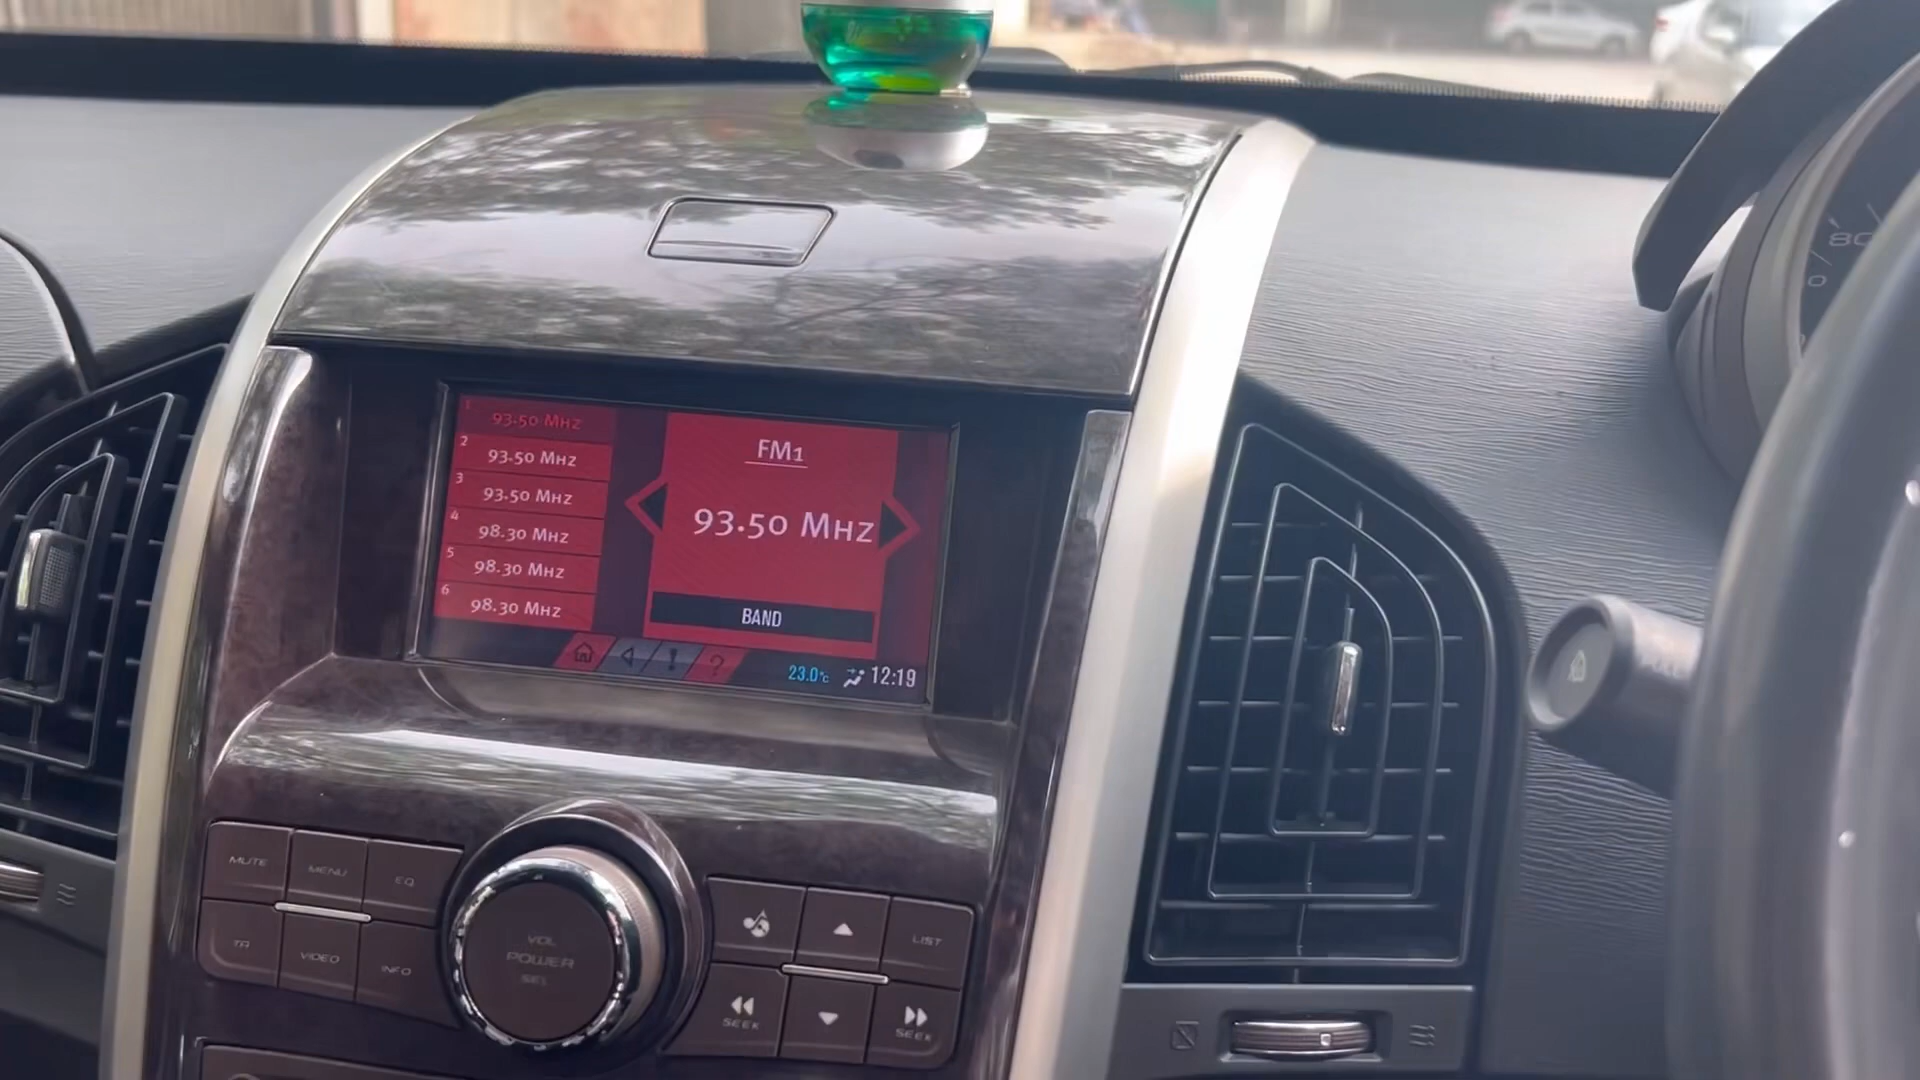 1 93.50 MHz
2 93.50 MHz
3 93.50 MHz
4 98.30 MHz
5 98.30 MHz
6 98.30 MHz
FM1
93.50 MHz
BAND
?
23.0°c 12:19
MUTE MENU EQ
TA VIDEO INFO
VOL
POWER
SEL
LIST
SEEK SEEK
80
0